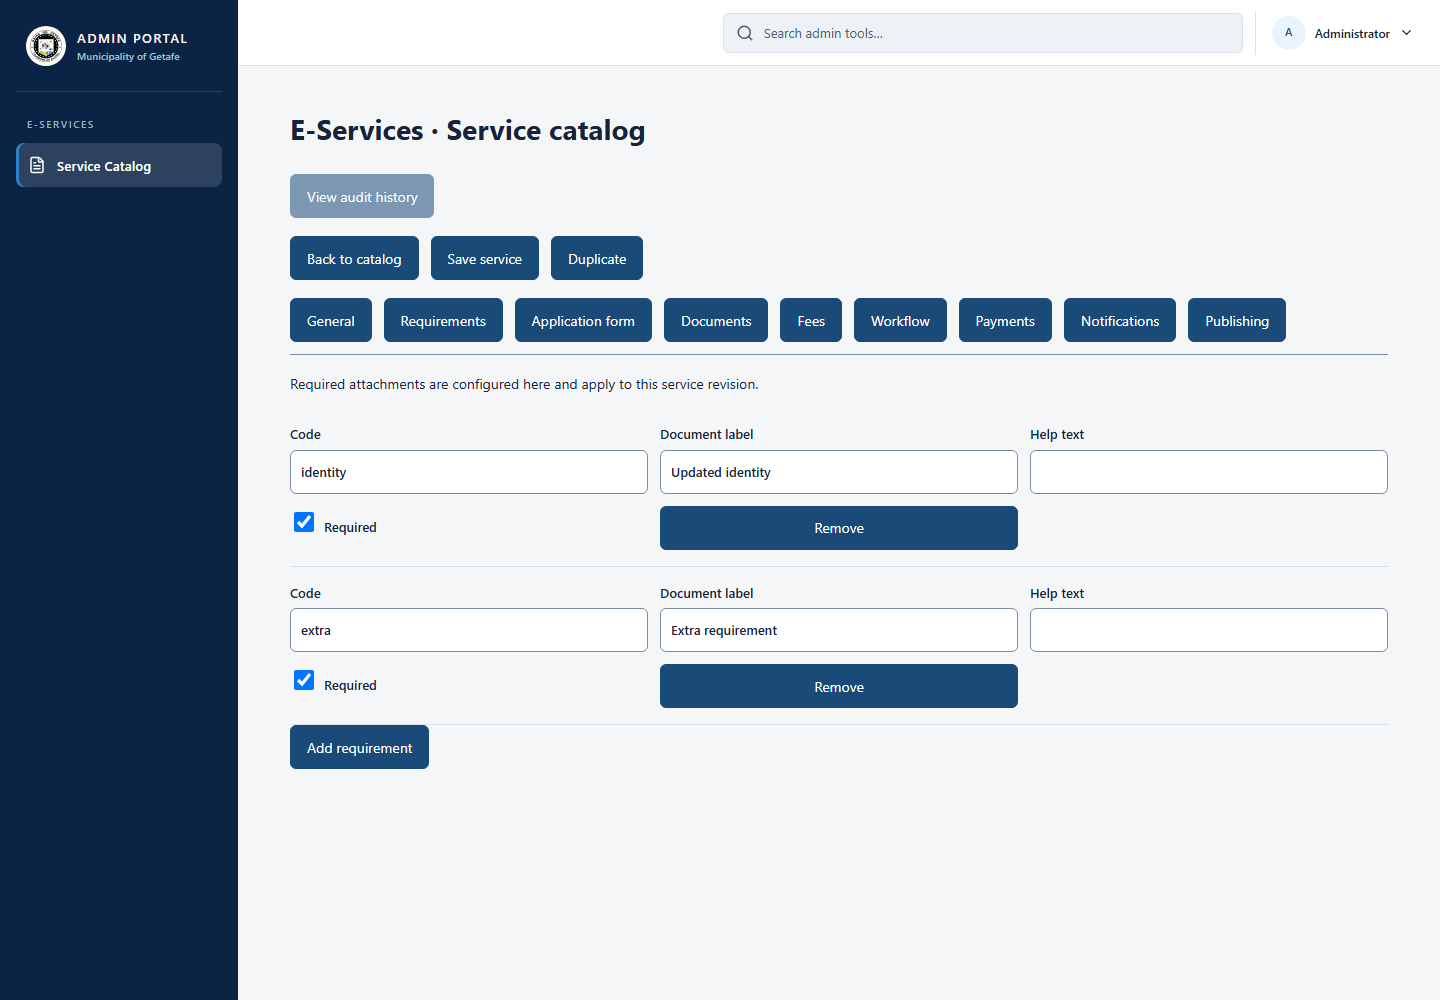 ADMIN PORTAL
Municipality of Getafe
Search admin tools...
A
Administrator
E-SERVICES
Service Catalog
E-Services · Service catalog
View audit history
Back to catalog Save service Duplicate
General Requirements Application form Documents Fees Workflow Payments Notifications Publishing
Required attachments are configured here and apply to this service revision.
Code Document label Help text
identity Updated identity
Required Remove
Code Document label Help text
extra Extra requirement
Required Remove
Add requirement